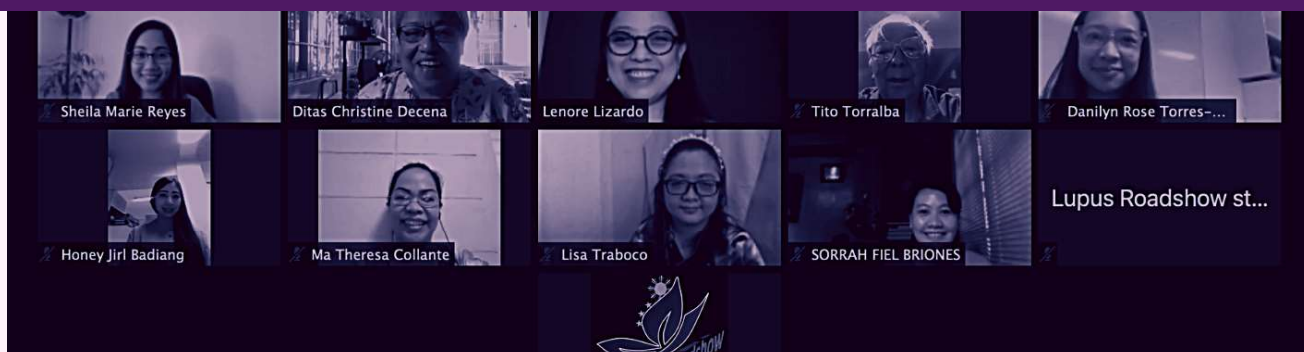 Sheila Marie Reyes
Ditas Christine Decena
Lenore Lizardo
Tito Torralba
Danilyn Rose Torres-...
Honey Jirl Badiang
Ma Theresa Collante
Lisa Traboco
SORRAH FIEL BRIONES
Lupus Roadshow st...